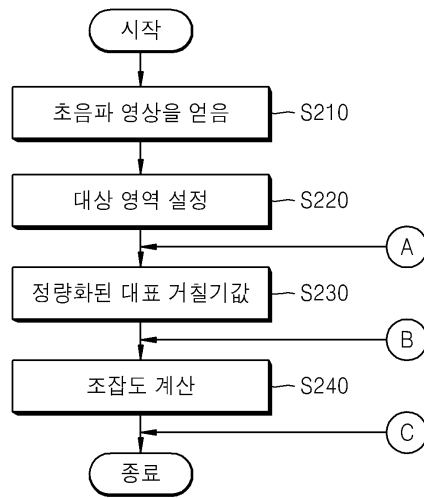 시작
초음파 영상을 얻음 S210
대상 영역 설정 S220
A
정량화된 대표 거칠기값 S230
B
조잡도 계산 S240
C
종료